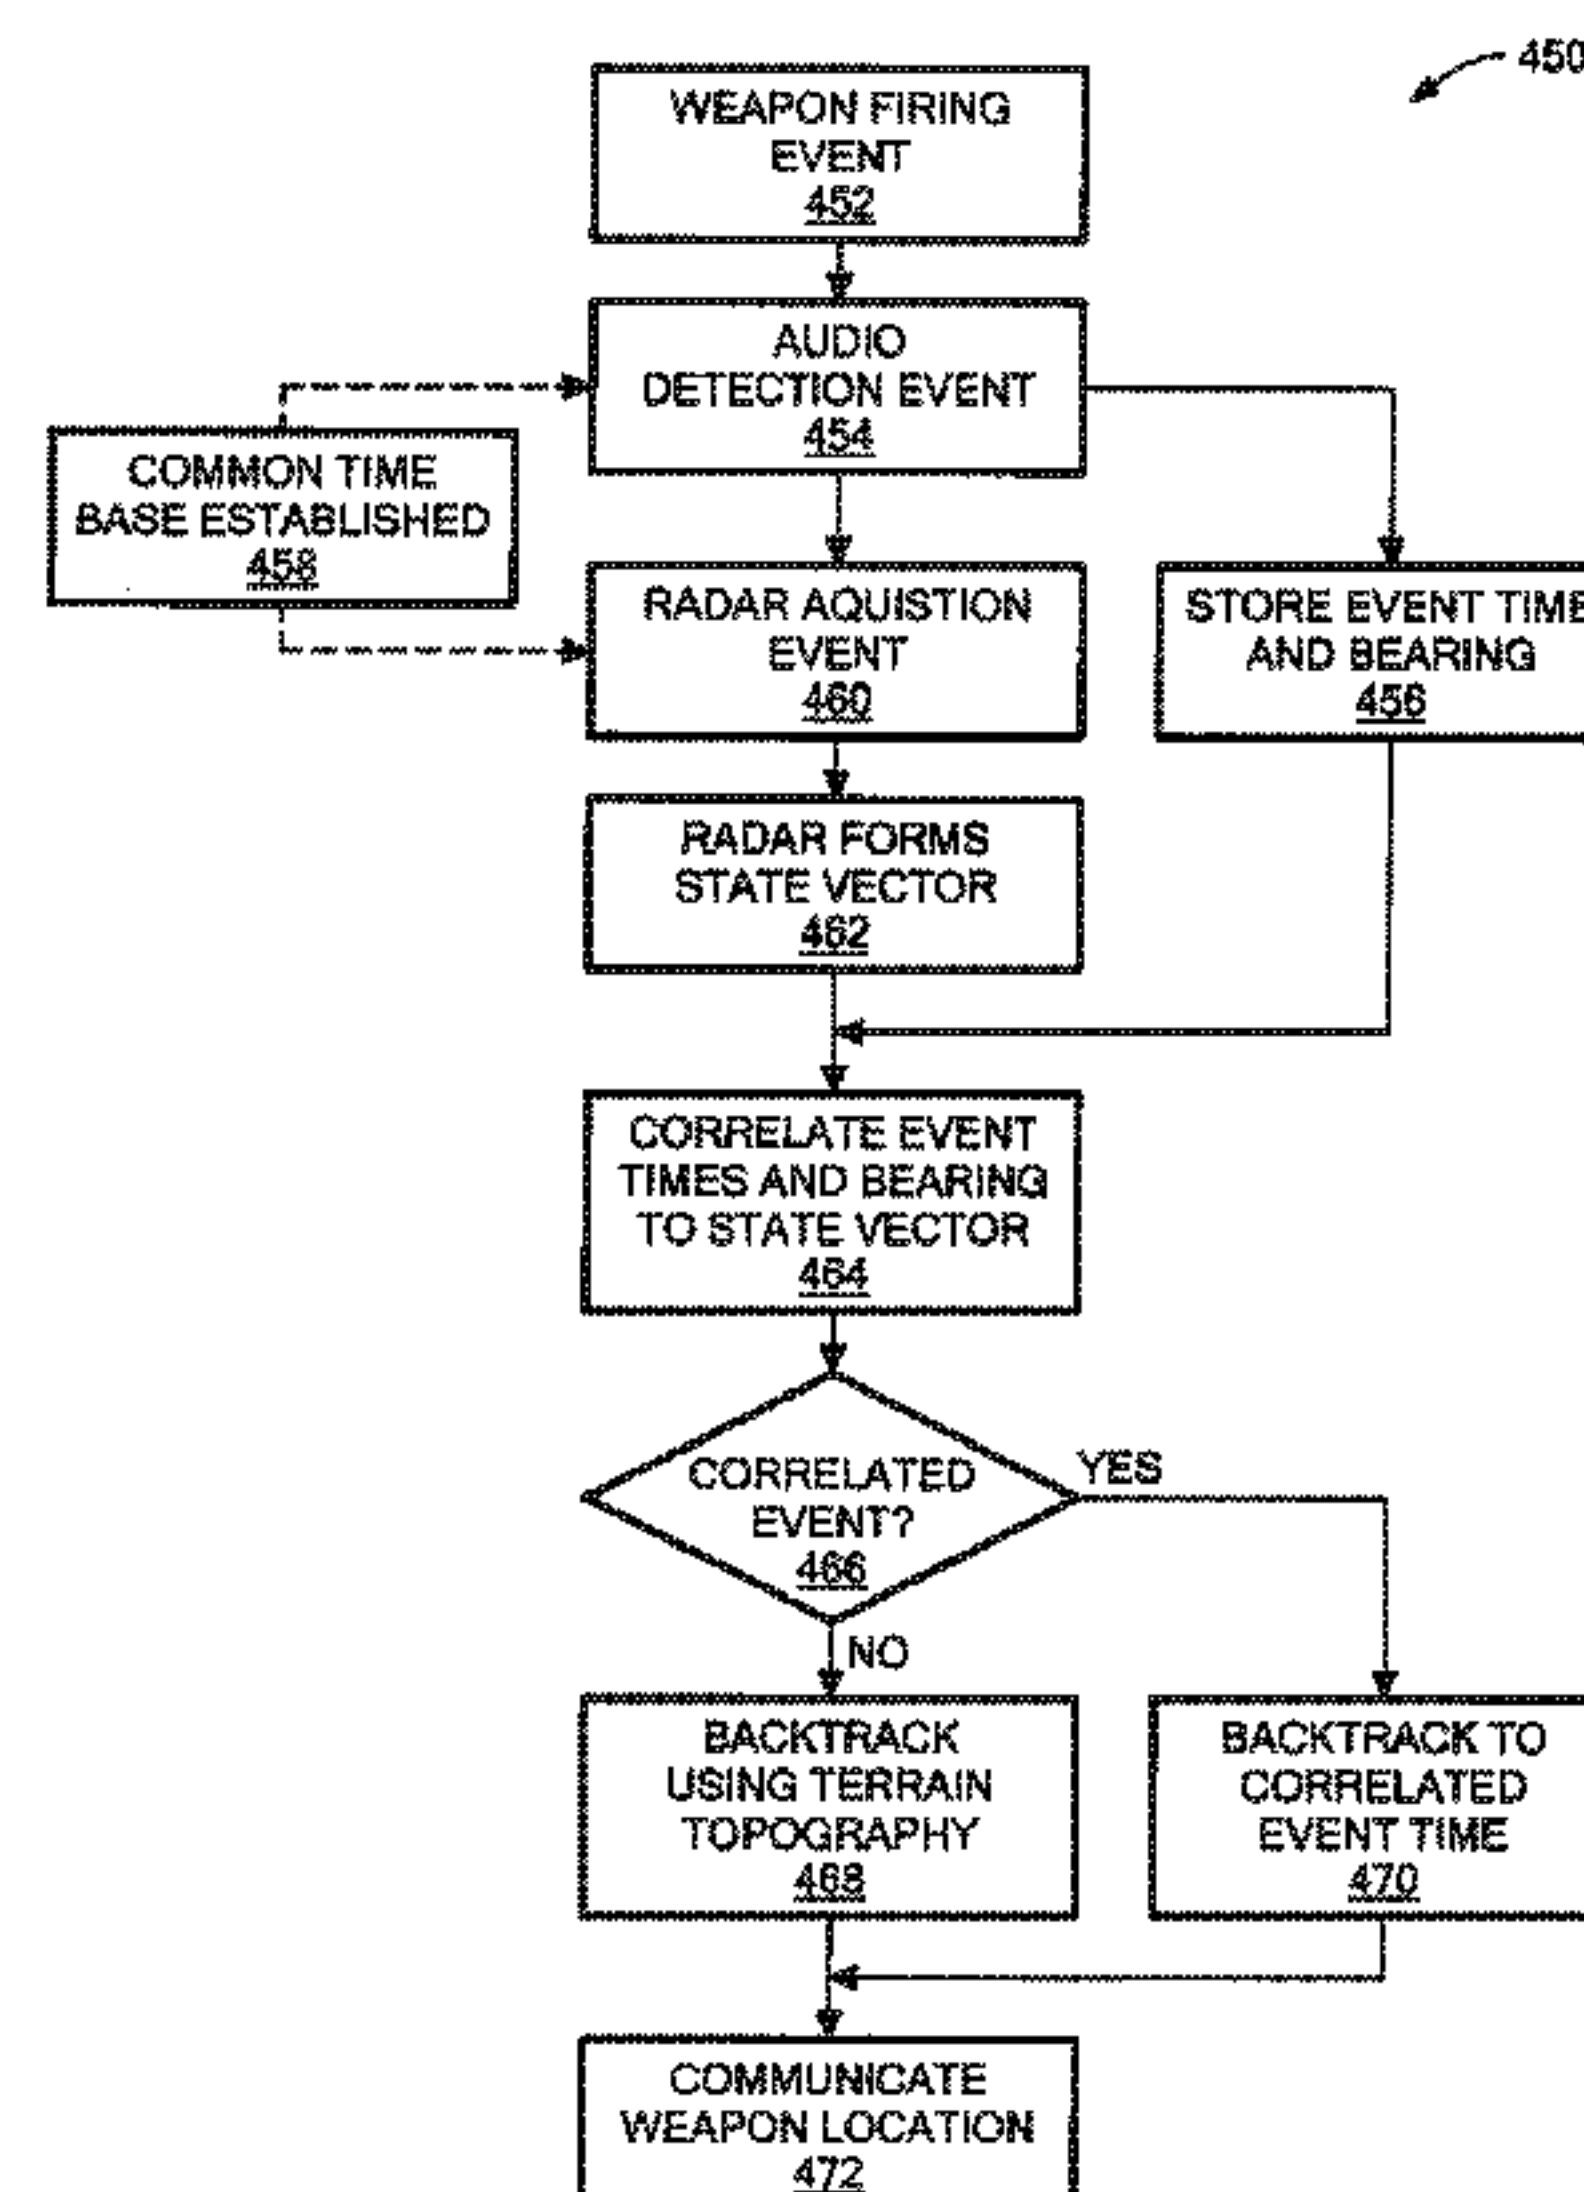 450
WEAPON FIRING
EVENT
452
AUDIO
DETECTION EVENT
454
COMMON TIME
BASE ESTABLISHED
458
RADAR AQUISTION
EVENT
460
STORE EVENT TIME
AND BEARING
456
RADAR FORMS
STATE VECTOR
462
CORRELATE EVENT
TIMES AND BEARING
TO STATE VECTOR
464
CORRELATED
EVENT?
466
YES
NO
BACKTRACK
USING TERRAIN
TOPOGRAPHY
468
BACKTRACK TO
CORRELATED
EVENT TIME
470
COMMUNICATE
WEAPON LOCATION
472